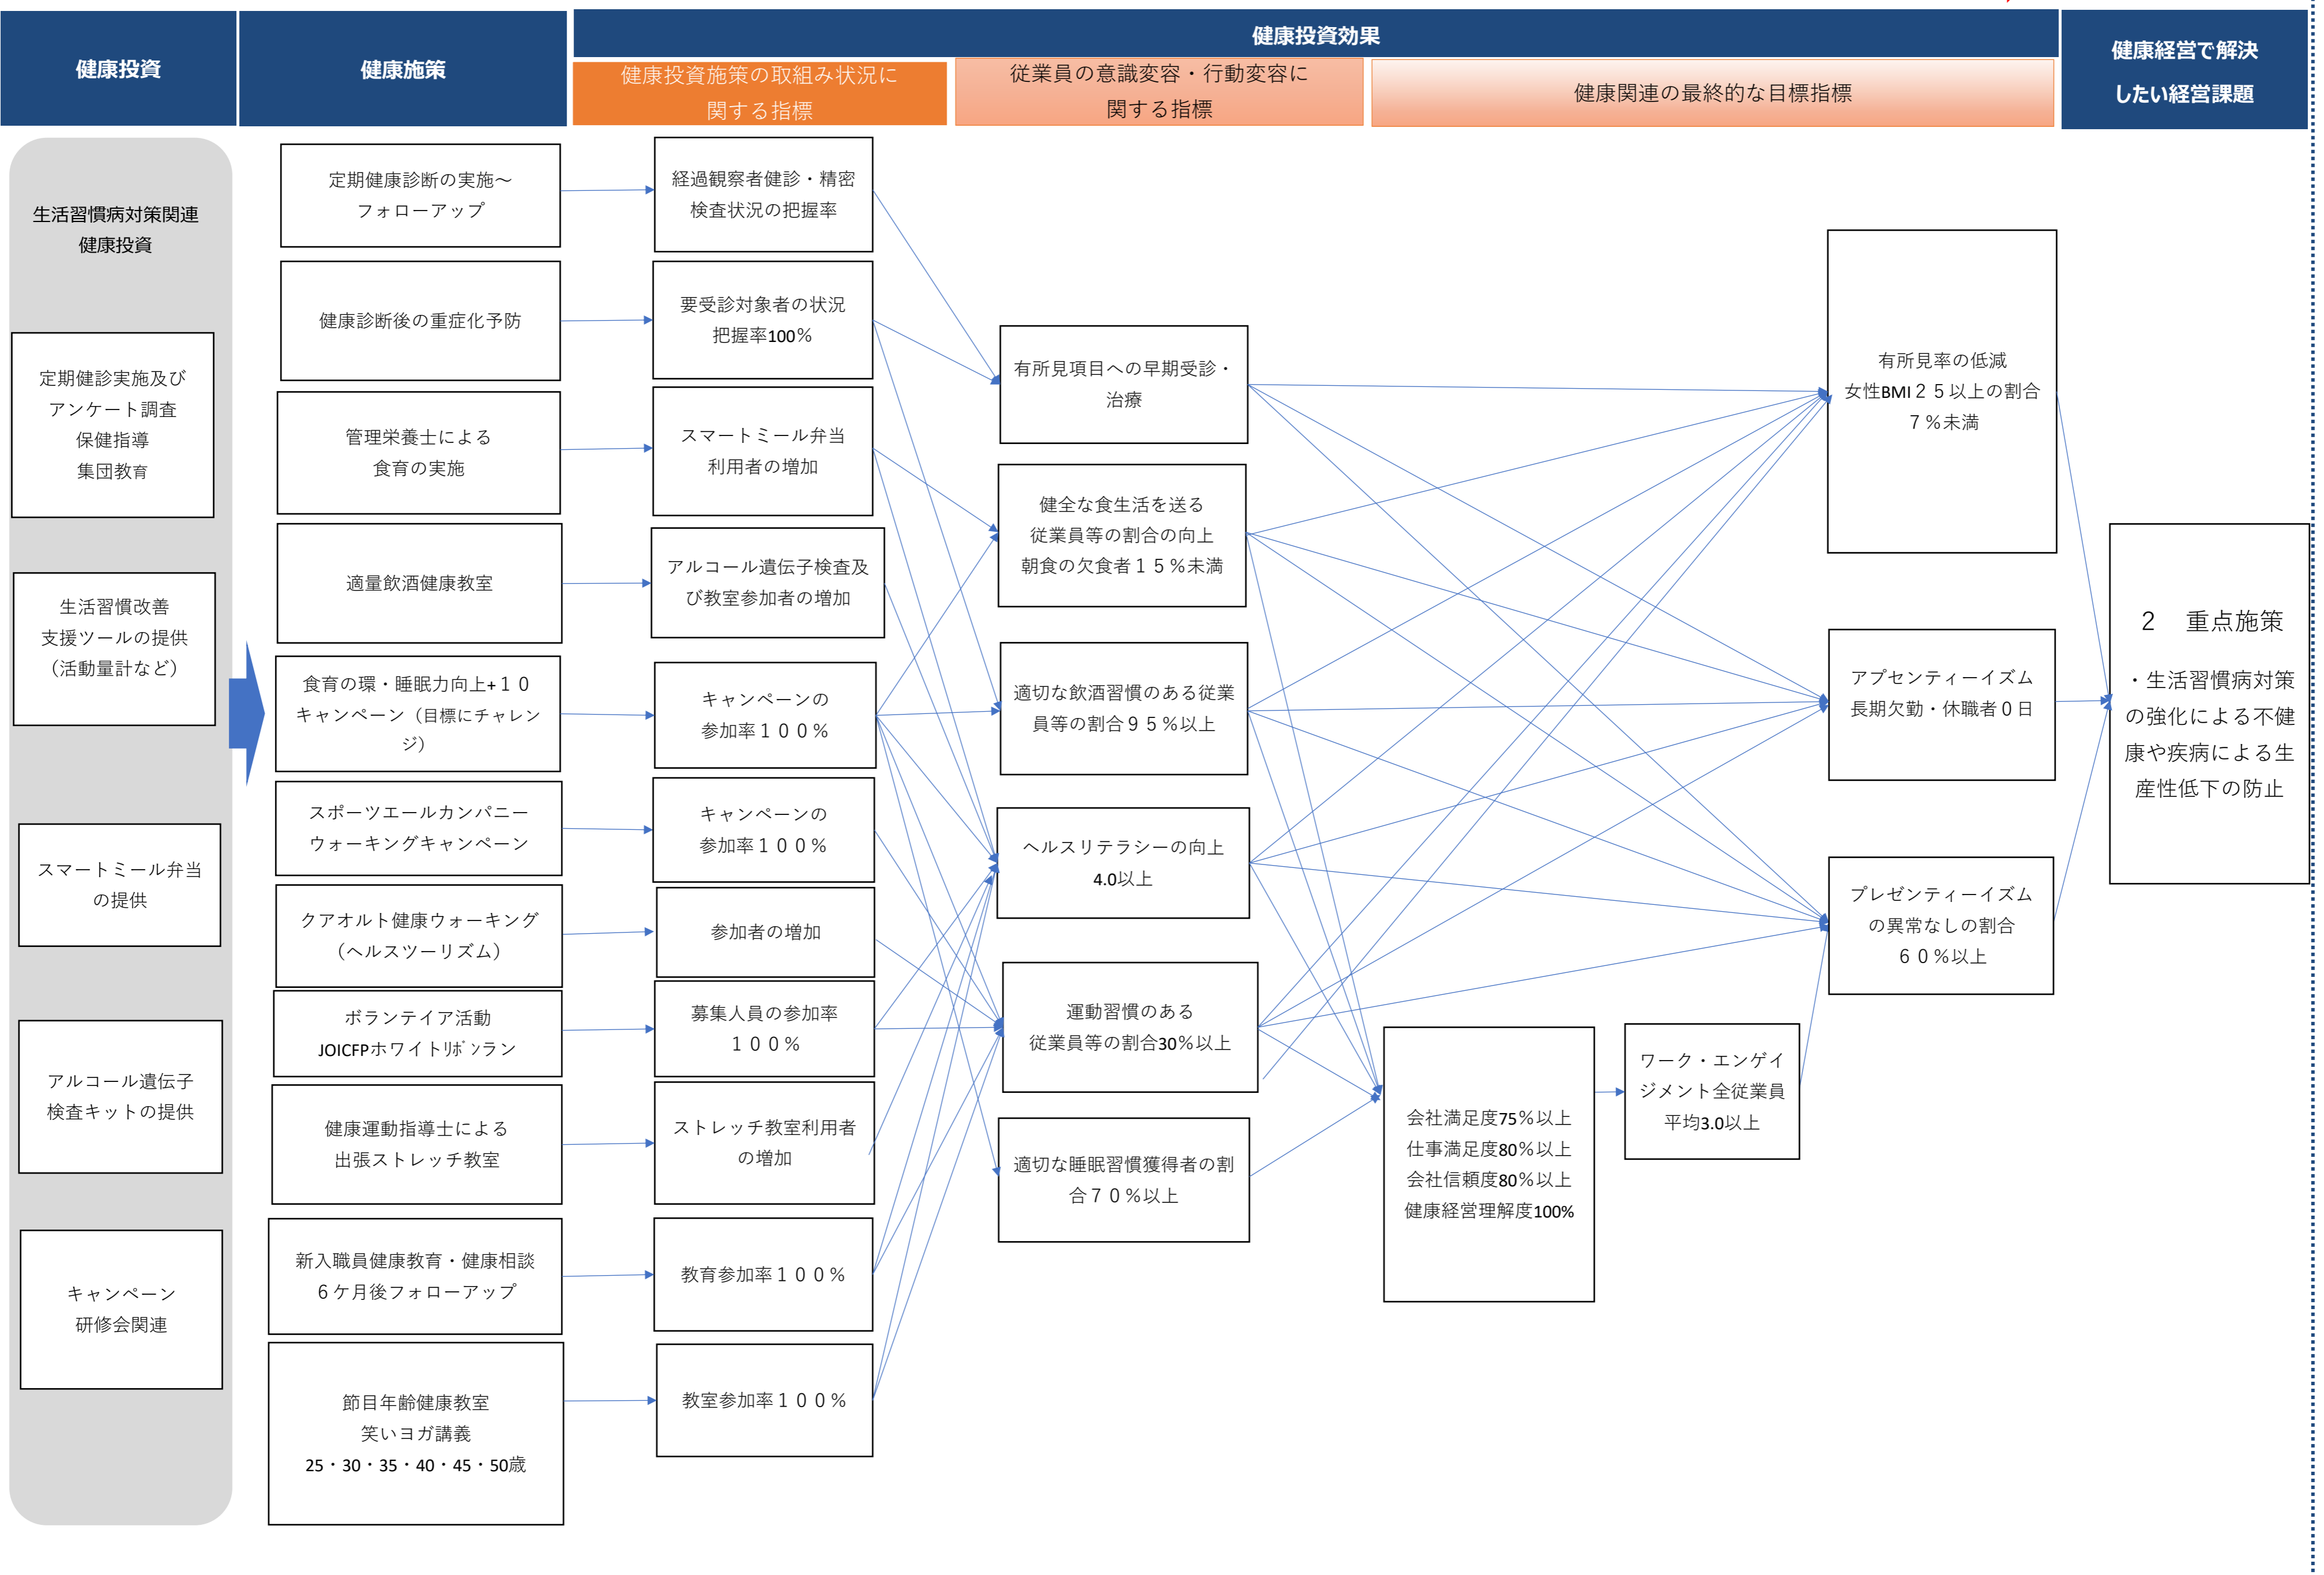 健康投資
健康施策
健康投資効果
健康投資施策の取組み状況に
関する指標
従業員の意識変容・行動変容に
関する指標
健康関連の最終的な目標指標
健康経営で解決
したい経営課題
生活習慣病対策関連
健康投資
定期健診実施及び
アンケート調査
保健指導
集団教育
生活習慣改善
支援ツールの提供
（活動量計など）
スマートミール弁当
の提供
アルコール遺伝子
検査キットの提供
キャンペーン
研修会関連
定期健康診断の実施～
フォローアップ
健康診断後の重症化予防
管理栄養士による
食育の実施
適量飲酒健康教室
食育の環・睡眠力向上+１０
キャンペーン（目標にチャレン
ジ）
スポーツエールカンパニー
ウォーキングキャンペーン
クアオルト健康ウォーキング
（ヘルスツーリズム）
ボランテイア活動
JOICFPホワイトﾘﾎﾞﾝラン
健康運動指導士による
出張ストレッチ教室
新入職員健康教育・健康相談
６ケ月後フォローアップ
節目年齢健康教室
笑いヨガ講義
25・30・35・40・45・50歳
経過観察者健診・精密
検査状況の把握率
要受診対象者の状況
把握率100％
スマートミール弁当
利用者の増加
アルコール遺伝子検査及
び教室参加者の増加
キャンペーンの
参加率１００％
キャンペーンの
参加率１００％
参加者の増加
募集人員の参加率
１００％
ストレッチ教室利用者
の増加
教育参加率１００％
教室参加率１００％
有所見項目への早期受診・
治療
健全な食生活を送る
従業員等の割合の向上
朝食の欠食者１５％未満
適切な飲酒習慣のある従業
員等の割合９５％以上
ヘルスリテラシーの向上
4.0以上
運動習慣のある
従業員等の割合30％以上
適切な睡眠習慣獲得者の割
合７０％以上
会社満足度75％以上
仕事満足度80％以上
会社信頼度80％以上
健康経営理解度100%
ワーク・エンゲイ
ジメント全従業員
平均3.0以上
有所見率の低減
女性BMI２５以上の割合
７％未満
アプセンティーイズム
長期欠勤・休職者０日
プレゼンティーイズム
の異常なしの割合
６０％以上
２　重点施策
・生活習慣病対策
の強化による不健
康や疾病による生
産性低下の防止